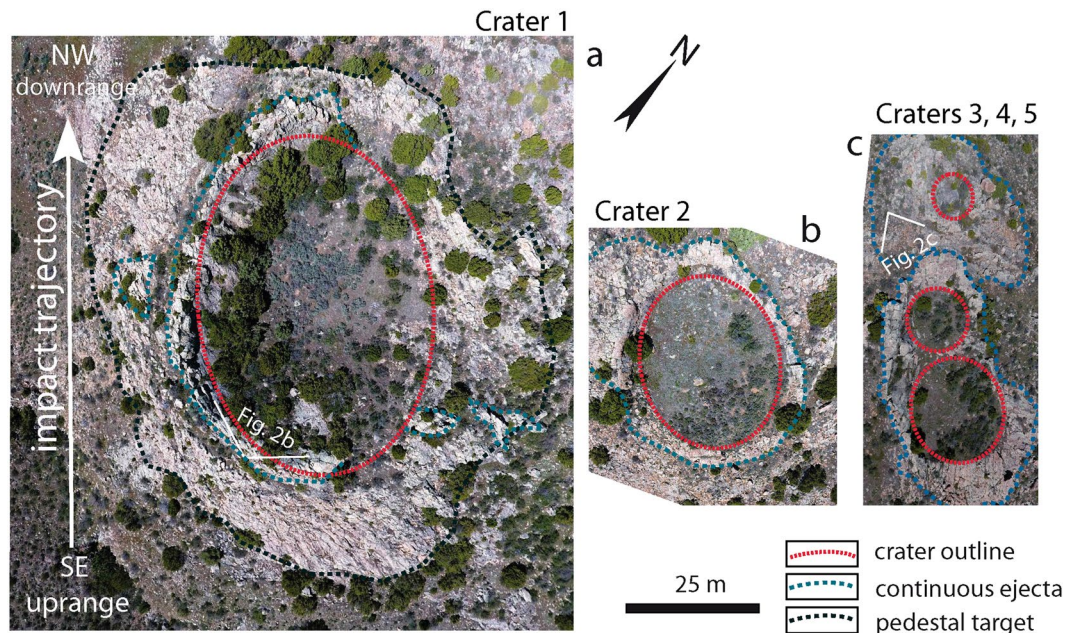 Crater 1
a
N
NW
downrange
impact trajectory
SE
uprange
Fig. 2b
Crater 2
b
Craters 3, 4, 5
c
Fig. 2c
25 m
crater outline
continuous ejecta
pedestal target